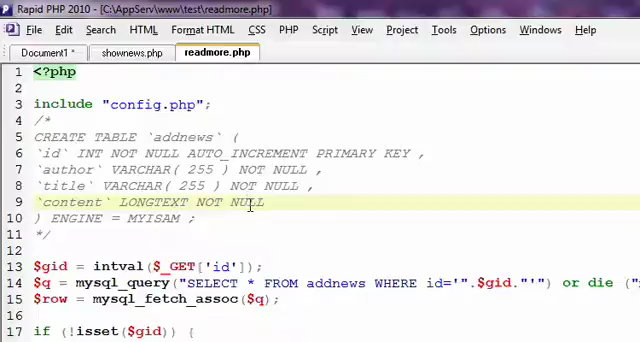 Rapid PHP 2010 - [C:\AppServ\www\test\readmore.php]
File Edit Search HTML Format HTML CSS PHP Script View Project Tools Options Windows Help
Document1 * shownews.php readmore.php
1 <?php
2
3 include "config.php";
4 /*
5 CREATE TABLE `addnews` (
6 `id` INT NOT NULL AUTO_INCREMENT PRIMARY KEY ,
7 `author` VARCHAR( 255 ) NOT NULL ,
8 `title` VARCHAR( 255 ) NOT NULL ,
9 `content` LONGTEXT NOT NULL
10 ) ENGINE = MYISAM ;
11 */
12
13 $gid = intval($_GET['id']);
14 $q = mysql_query("SELECT * FROM addnews WHERE id='".$gid."'") or die ("
15 $row = mysql_fetch_assoc($q);
16
17 if (!isset($gid)) {